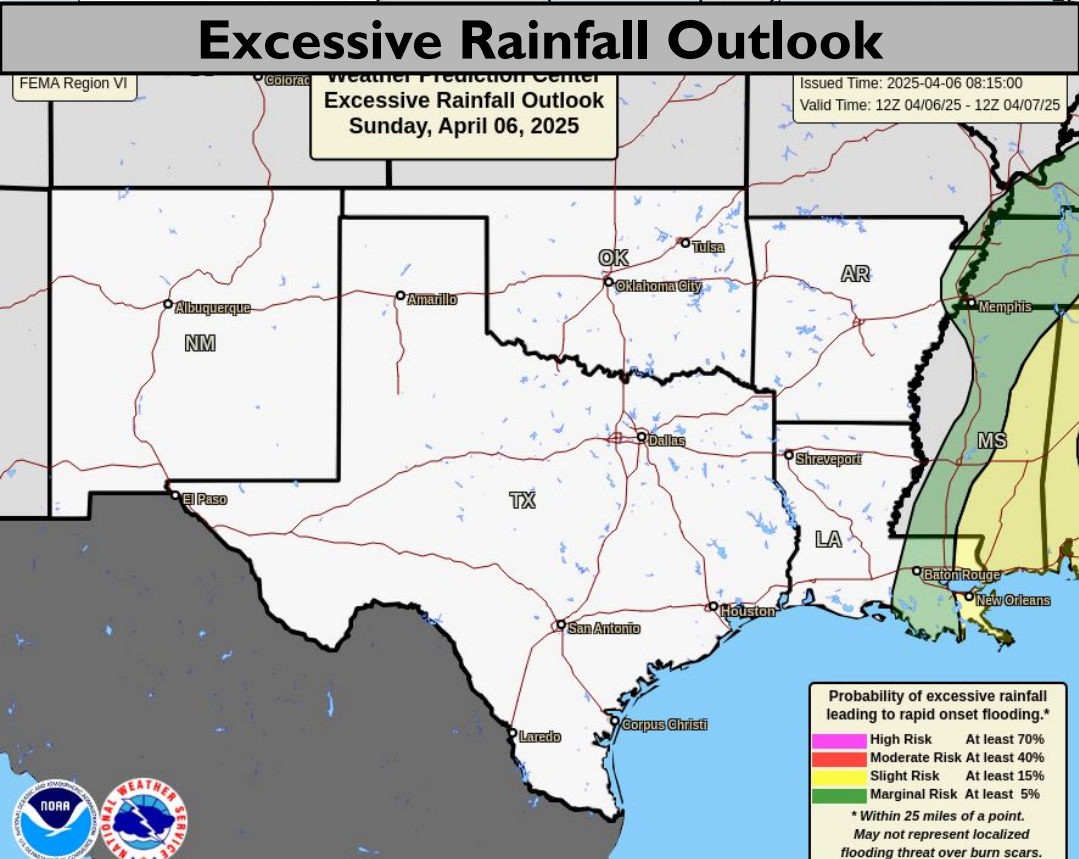 Excessive Rainfall Outlook
FEMA Region VI
Colorad
Weather Prediction Center
Excessive Rainfall Outlook
Sunday, April 06, 2025
Issued Time: 2025-04-06 08:15:00
Valid Time: 12Z 04/06/25 - 12Z 04/07/25
Tulsa
OK
Oklahoma City
AR
Albuquerque
Amarillo
Memphis
NM
Dallas
MS
Shreveport
El Paso
TX
LA
Baton Rouge
New Orleans
Houston
San Antonio
Corpus Christi
Laredo
Probability of excessive rainfall
leading to rapid onset flooding.*
High Risk At least 70%
Moderate Risk At least 40%
Slight Risk At least 15%
Marginal Risk At least 5%
* Within 25 miles of a point.
May not represent localized
flooding threat over burn scars.
NOAA
NATIONAL WEATHER SERVICE